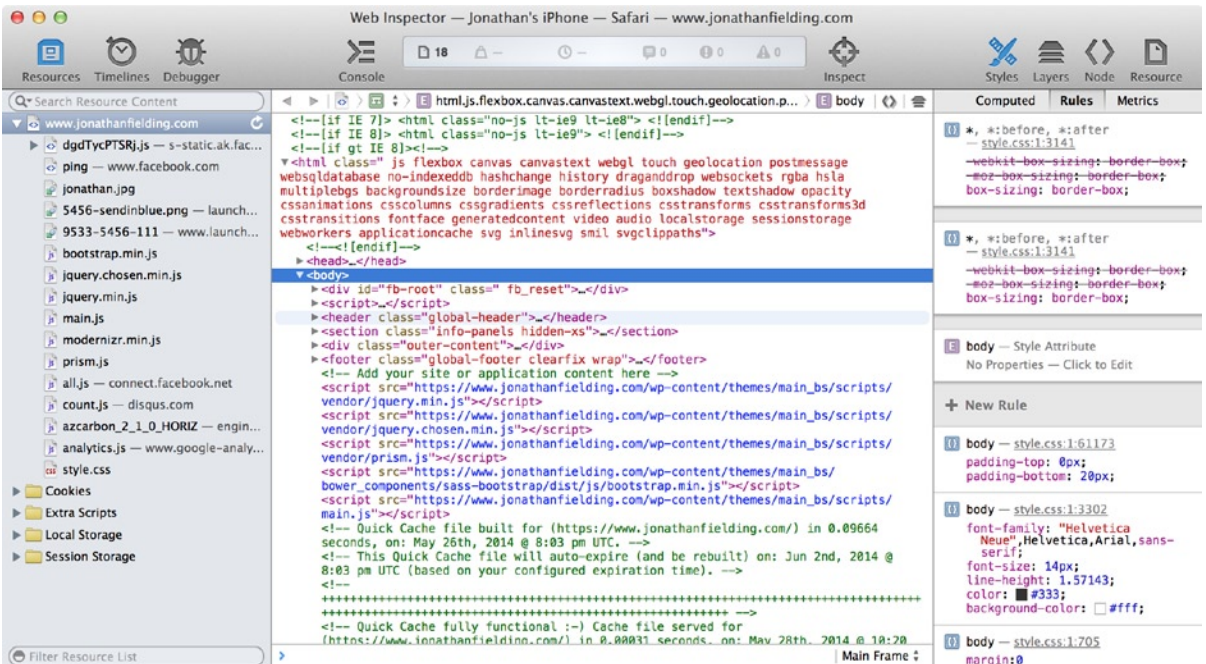 Web Inspector — Jonathan's iPhone — Safari — www.jonathanfielding.com
Resources Timelines Debugger Console 18 — — 0 0 0 Inspect Styles Layers Node Resource
Search Resource Content
www.jonathanfielding.com
dgdTycPTSRj.js — s-static.ak.fac...
ping — www.facebook.com
jonathan.jpg
5456-sendinblue.png — launch...
9533-5456-111 — www.launch...
bootstrap.min.js
jquery.chosen.min.js
jquery.min.js
main.js
modernizr.min.js
prism.js
all.js — connect.facebook.net
count.js — disqus.com
azcarbon_2_1_0_HORIZ — engin...
analytics.js — www.google-analy...
style.css
Cookies
Extra Scripts
Local Storage
Session Storage
Filter Resource List
html.js.flexbox.canvas.canvastext.webgl.touch.geolocation.p... body
<!--[if IE 7]> <html class="no-js lt-ie9 lt-ie8"> <![endif]-->
<!--[if IE 8]> <html class="no-js lt-ie9"> <![endif]-->
<!--[if gt IE 8]><!-->
<html class=" js flexbox canvas canvastext webgl touch geolocation postmessage
websqldatabase no-indexeddb hashchange history draganddrop websockets rgba hsla
multiplebgs backgroundsize borderimage borderradius boxshadow textshadow opacity
cssanimations csscolumns cssgradients cssreflections csstransforms csstransforms3d
csstransitions fontface generatedcontent video audio localstorage sessionstorage
webworkers applicationcache svg inlinesvg smil svgclippaths">
<!--<![endif]-->
<head>…</head>
<body>
<div id="fb-root" class=" fb_reset">…</div>
<script>…</script>
<header class="global-header">…</header>
<section class="info-panels hidden-xs">…</section>
<div class="outer-content">…</div>
<footer class="global-footer clearfix wrap">…</footer>
<!-- Add your site or application content here -->
<script src="https://www.jonathanfielding.com/wp-content/themes/main_bs/scripts/
vendor/jquery.min.js"></script>
<script src="https://www.jonathanfielding.com/wp-content/themes/main_bs/scripts/
vendor/jquery.chosen.min.js"></script>
<script src="https://www.jonathanfielding.com/wp-content/themes/main_bs/scripts/
vendor/prism.js"></script>
<script src="https://www.jonathanfielding.com/wp-content/themes/main_bs/
bower_components/sass-bootstrap/dist/js/bootstrap.min.js"></script>
<script src="https://www.jonathanfielding.com/wp-content/themes/main_bs/scripts/
main.js"></script>
<!-- Quick Cache file built for (https://www.jonathanfielding.com/) in 0.09664
seconds, on: May 26th, 2014 @ 8:03 pm UTC. -->
<!-- This Quick Cache file will auto-expire (and be rebuilt) on: Jun 2nd, 2014 @
8:03 pm UTC (based on your configured expiration time). -->
<!--
++++++++++++++++++++++++++++++++++++++++++++++++++++++++++++++++++++++++++++++++
++++++++++++++++++++++++++++++++++++++++++++++++++++++ -->
<!-- Quick Cache fully functional :-) Cache file served for
(https://www.jonathanfielding.com/) in 0.00031 seconds, on: May 28th, 2014 @ 10:20
Main Frame
Computed Rules Metrics
*, *:before, *:after
— style.css:1:3141
-webkit-box-sizing: border-box;
-moz-box-sizing: border-box;
box-sizing: border-box;
*, *:before, *:after
— style.css:1:3141
-webkit-box-sizing: border-box;
-moz-box-sizing: border-box;
box-sizing: border-box;
body — Style Attribute
No Properties — Click to Edit
+ New Rule
body — style.css:1:61173
padding-top: 0px;
padding-bottom: 20px;
body — style.css:1:3302
font-family: "Helvetica
Neue",Helvetica,Arial,sans-
serif;
font-size: 14px;
line-height: 1.57143;
color: #333;
background-color: #fff;
body — style.css:1:705
margin:0